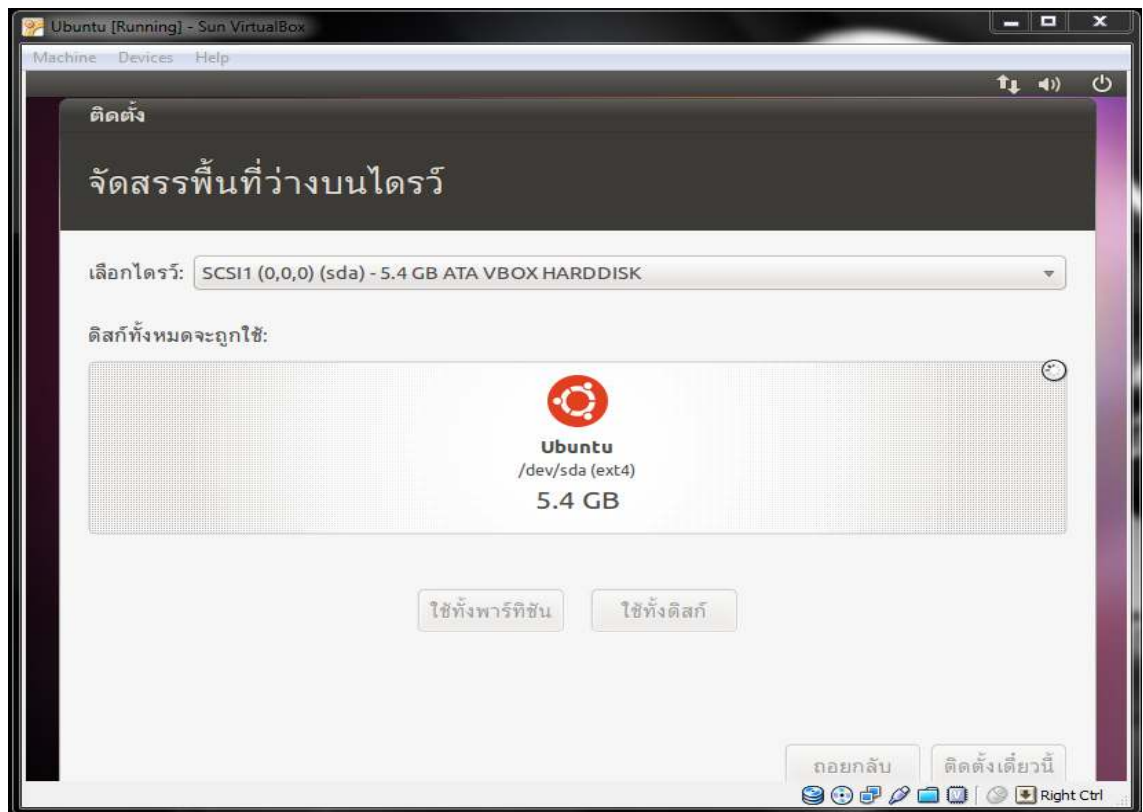 Ubuntu [Running] - Sun VirtualBox
Machine Devices Help
ติดตั้ง
จัดสรรพื้นที่ว่างบนไดรว์
เลือกไดรว์: SCSI1 (0,0,0) (sda) - 5.4 GB ATA VBOX HARDDISK
ดิสก์ทั้งหมดจะถูกใช้:
Ubuntu
/dev/sda (ext4)
5.4 GB
ใช้ทั้งพาร์ทิชัน ใช้ทั้งดิสก์
ถอยกลับ ติดตั้งเดี๋ยวนี้
Right Ctrl